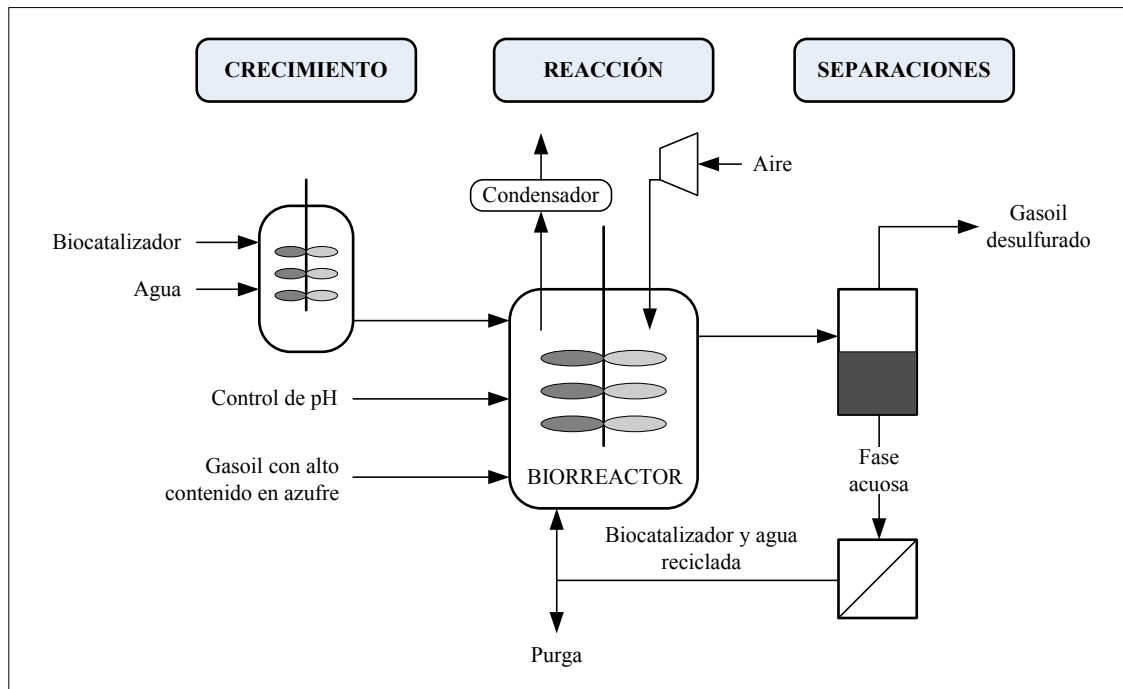 CRECIMIENTO
REACCIÓN
SEPARACIONES
Condensador
Aire
Gasoil
desulfurado
Biocatalizador
Agua
Control de pH
Gasoil con alto
contenido en azufre
BIORREACTOR
Fase
acuosa
Biocatalizador y agua
reciclada
Purga